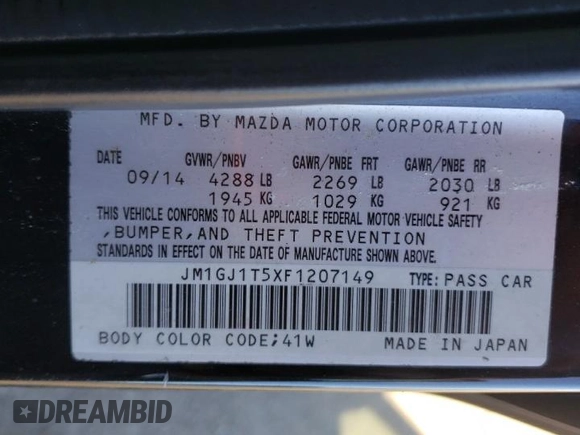 MFD. BY MAZDA MOTOR CORPORATION
DATE GVWR/PNBV GAWR/PNBE FRT GAWR/PNBE RR
09/14 4288 LB 2269 LB 2030 LB
1945 KG 1029 KG 921 KG
THIS VEHICLE CONFORMS TO ALL APPLICABLE FEDERAL MOTOR VEHICLE SAFETY
,BUMPER,AND THEFT PREVENTION
STANDARDS IN EFFECT ON THE DATE OF MANUFACTURE SHOWN ABOVE.
JM1GJ1T5XF1207149 TYPE:PASS CAR
BODY COLOR CODE;41W MADE IN JAPAN
DREAMBID